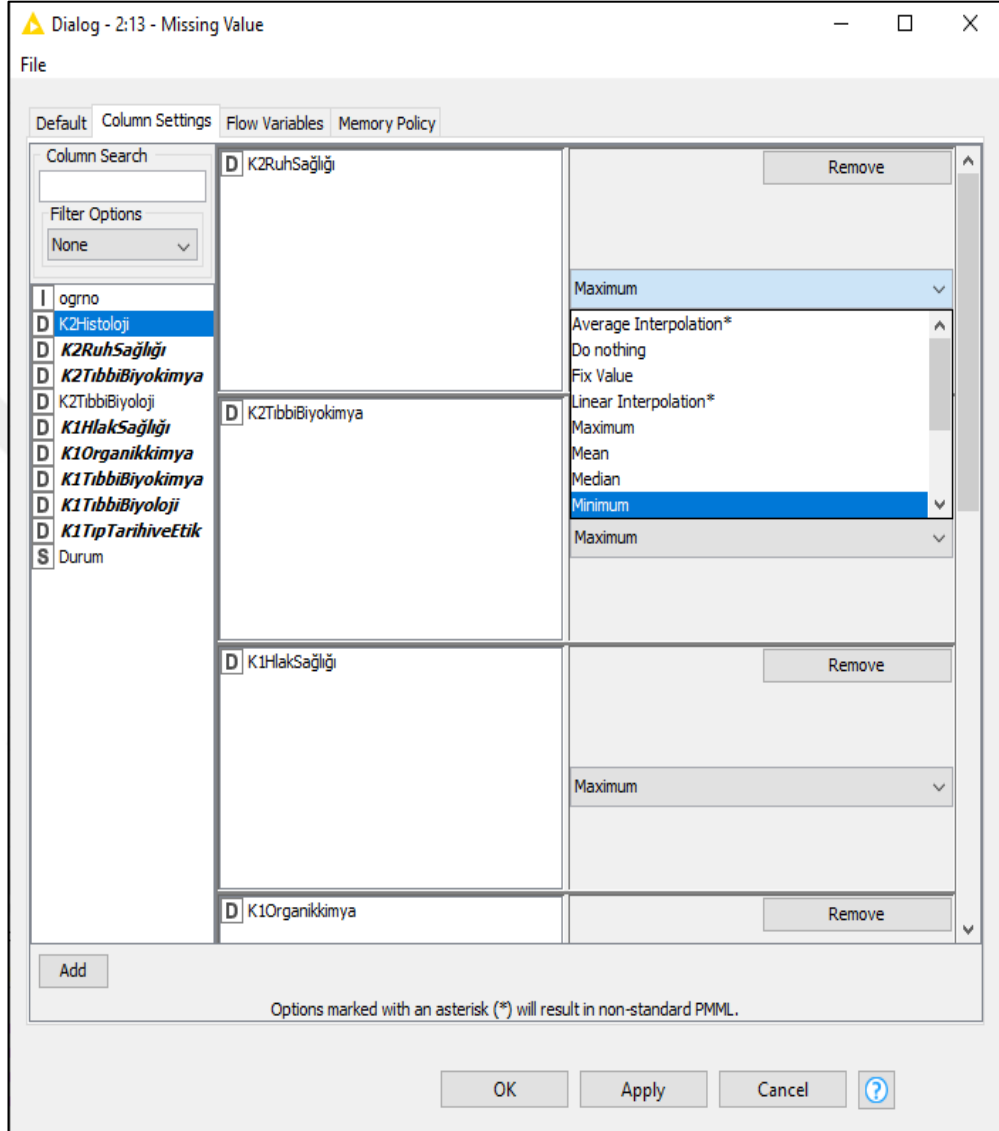 Dialog - 2:13 - Missing Value
File
Default Column Settings Flow Variables Memory Policy
Column Search
Filter Options
None
I ogrno
D K2Histoloji
D K2RuhSağlığı
D K2TıbbiBiyokimya
D K2TıbbiBiyoloji
D K1HlakSağlığı
D K1Organikkimya
D K1TıbbiBiyokimya
D K1TıbbiBiyoloji
D K1TıpTarihiveEtik
S Durum
D K2RuhSağlığı
Remove
Maximum
Average Interpolation*
Do nothing
Fix Value
Linear Interpolation*
Maximum
Mean
Median
Minimum
D K2TıbbiBiyokimya
Maximum
D K1HlakSağlığı
Remove
Maximum
D K1Organikkimya
Remove
Add
Options marked with an asterisk (*) will result in non-standard PMML.
OK Apply Cancel ?